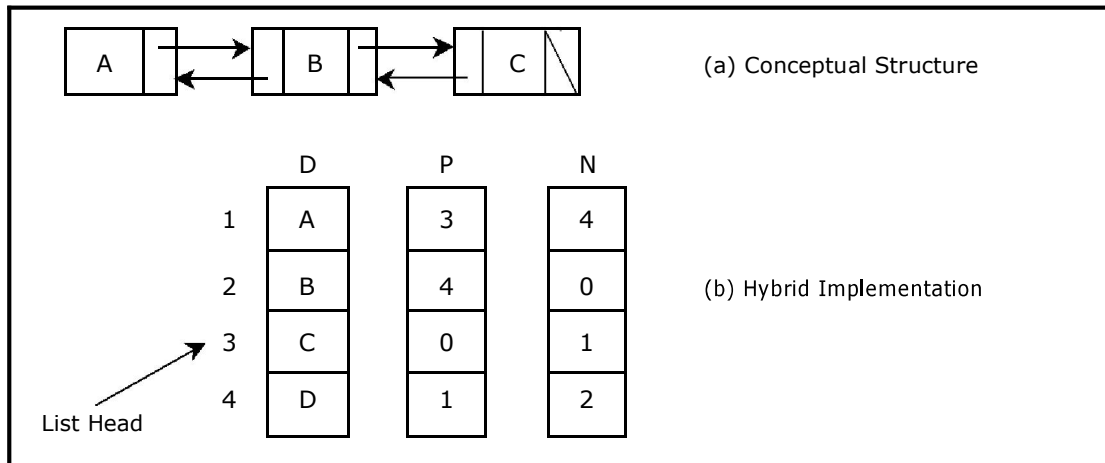 A B C (a) Conceptual Structure
D P N
1 A 3 4
2 B 4 0 (b) Hybrid Implementation
3 C 0 1
4 D 1 2
List Head